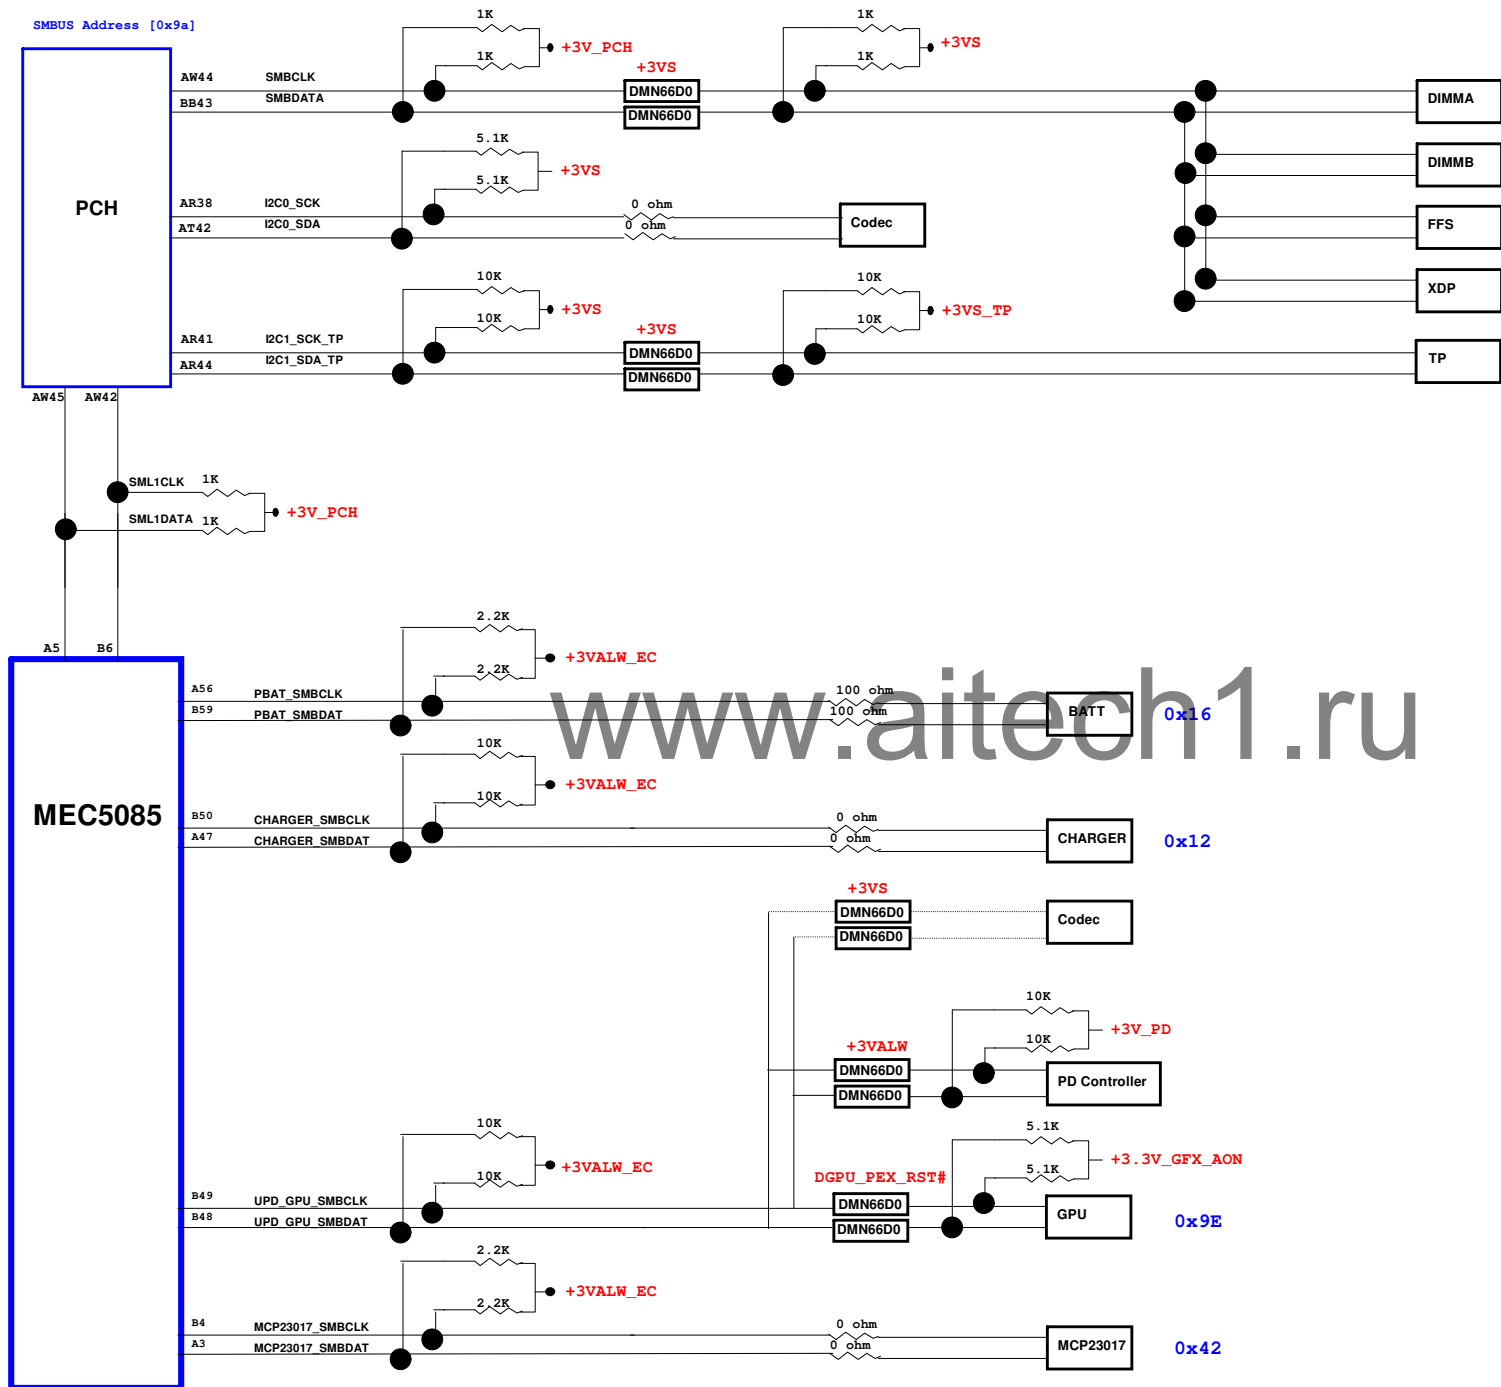 SMBUS Address [0x9a]
1K
1K
+3V_PCH
1K
1K
+3VS
PCH
AW44
SMBCLK
BB43
SMBDATA
+3VS
DMN66D0
DMN66D0
DIMMA
DIMMB
FFS
XDP
5.1K
5.1K
+3VS
AR38
I2C0_SCK
AT42
I2C0_SDA
0 ohm
0 ohm
Codec
10K
10K
+3VS
10K
10K
+3VS_TP
AR41
I2C1_SCK_TP
AR44
I2C1_SDA_TP
+3VS
DMN66D0
DMN66D0
TP
AW45
AW42
SML1CLK
1K
SML1DATA
1K
+3V_PCH
A5
B6
MEC5085
2.2K
2.2K
+3VALW_EC
A56
PBAT_SMBCLK
B59
PBAT_SMBDAT
100 ohm
100 ohm
BATT
0x16
www.aitech1.ru
10K
10K
+3VALW_EC
B50
CHARGER_SMBCLK
A47
CHARGER_SMBDAT
0 ohm
0 ohm
CHARGER
0x12
+3VS
DMN66D0
DMN66D0
Codec
10K
10K
+3V_PD
+3VALW
DMN66D0
DMN66D0
PD Controller
10K
10K
+3VALW_EC
5.1K
5.1K
+3.3V_GFX_AON
B49
UPD_GPU_SMBCLK
B48
UPD_GPU_SMBDAT
DGPU_PEX_RST#
DMN66D0
DMN66D0
GPU
0x9E
2.2K
2.2K
+3VALW_EC
B4
MCP23017_SMBCLK
A3
MCP23017_SMBDAT
0 ohm
0 ohm
MCP23017
0x42